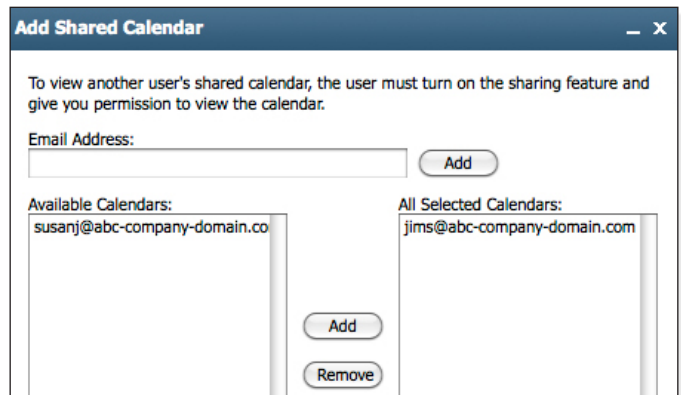 Add Shared Calendar
To view another user's shared calendar, the user must turn on the sharing feature and
give you permission to view the calendar.
Email Address:
Add
Available Calendars:
All Selected Calendars:
susanj@abc-company-domain.co
jims@abc-company-domain.com
Add
Remove